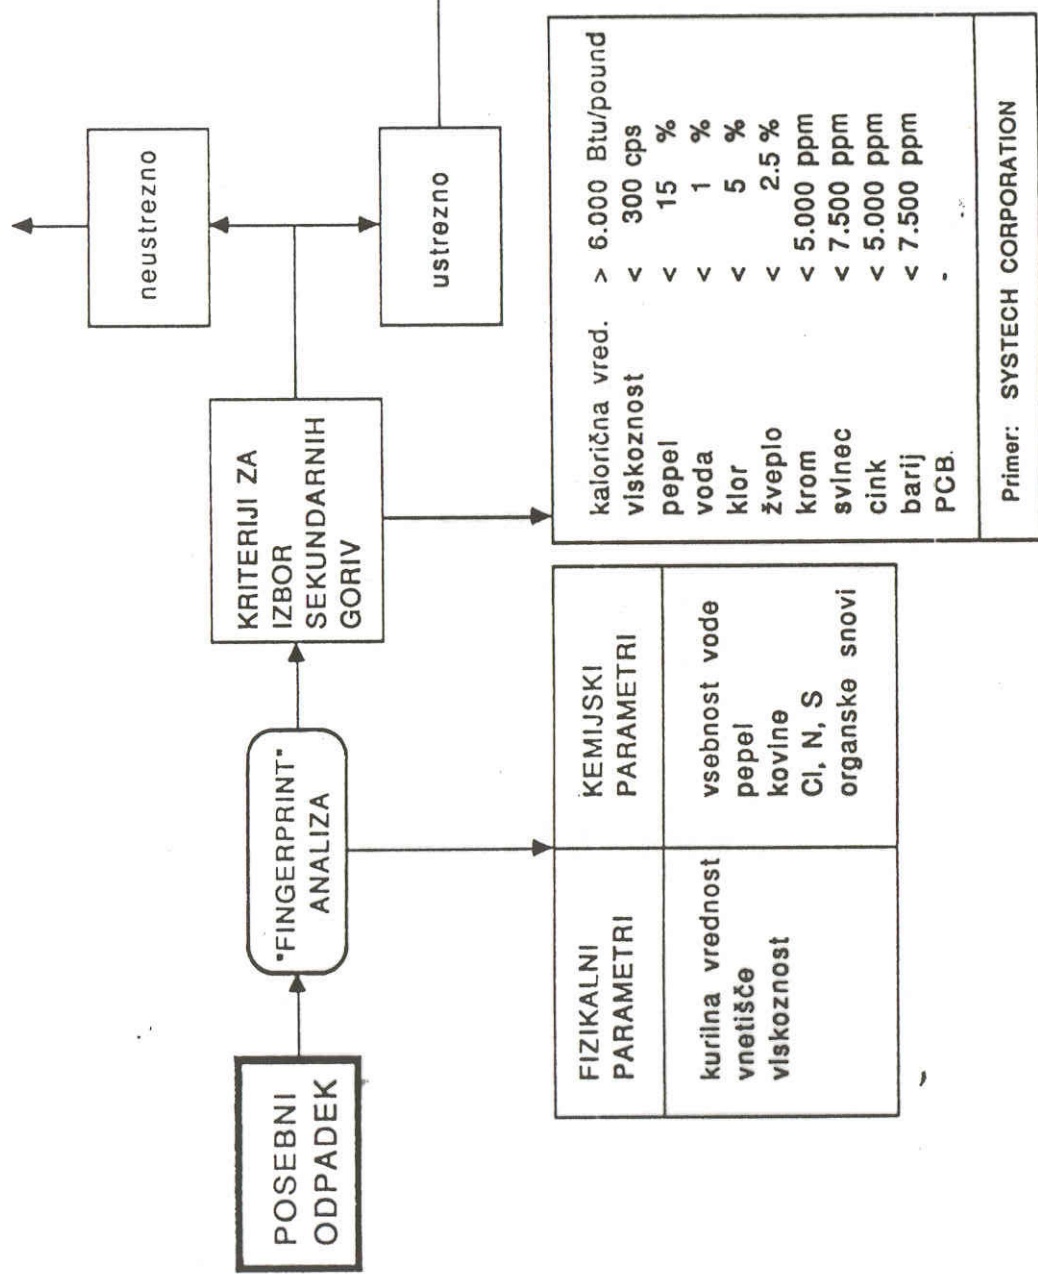 POSEBNI
ODPADEK
"FINGERPRINT"
ANALIZA
KRITERIJI ZA
IZBOR
SEKUNDARNIH
GORIV
neustrezno
ustrezno
FIZIKALNI
PARAMETRI
kurilna vrednost
vnetišče
viskoznost
KEMIJSKI
PARAMETRI
vsebnost vode
pepel
kovine
Cl, N, S
organske snovi
kalorična vred. > 6.000 Btu/pound
viskoznost < 300 cps
pepel < 15 %
voda < 1 %
klor < 5 %
žveplo < 2.5 %
krom < 5.000 ppm
svinec < 7.500 ppm
cink < 5.000 ppm
barij < 7.500 ppm
PCB. -
Primer: SYSTECH CORPORATION